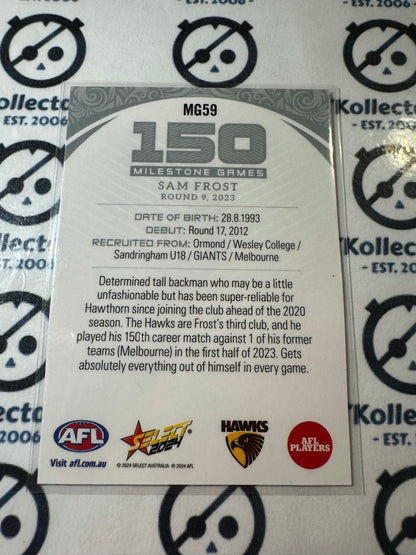 Kollecto
EST. 2006
Kollecto
- EST. 200
MG59
150
MILESTONE GAMES
SAM FROST
ROUND 9, 2023
DATE OF BIRTH: 28.8.1993
DEBUT: Round 17, 2012
RECRUITED FROM: Ormond / Wesley College /
Sandringham U18 / GIANTS / Melbourne
Determined tall backman who may be a little
unfashionable but has been super-reliable for
Hawthorn since joining the club ahead of the 2020
season. The Hawks are Frost's third club, and he
played his 150th career match against 1 of his former
teams (Melbourne) in the first half of 2023. Gets
absolutely everything out of himself in every game.
AFL
Visit afl.com.au
SELECT
2024
© 2024 SELECT AUSTRALIA © 2024 AFL
HAWKS
AFL
PLAYERS